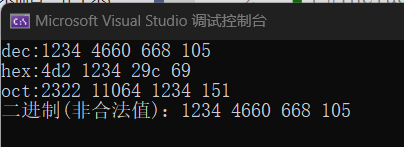 Microsoft Visual Studio 调试控制台
dec:1234 4660 668 105
hex:4d2 1234 29c 69
oct:2322 11064 1234 151
二进制(非合法值)：1234 4660 668 105